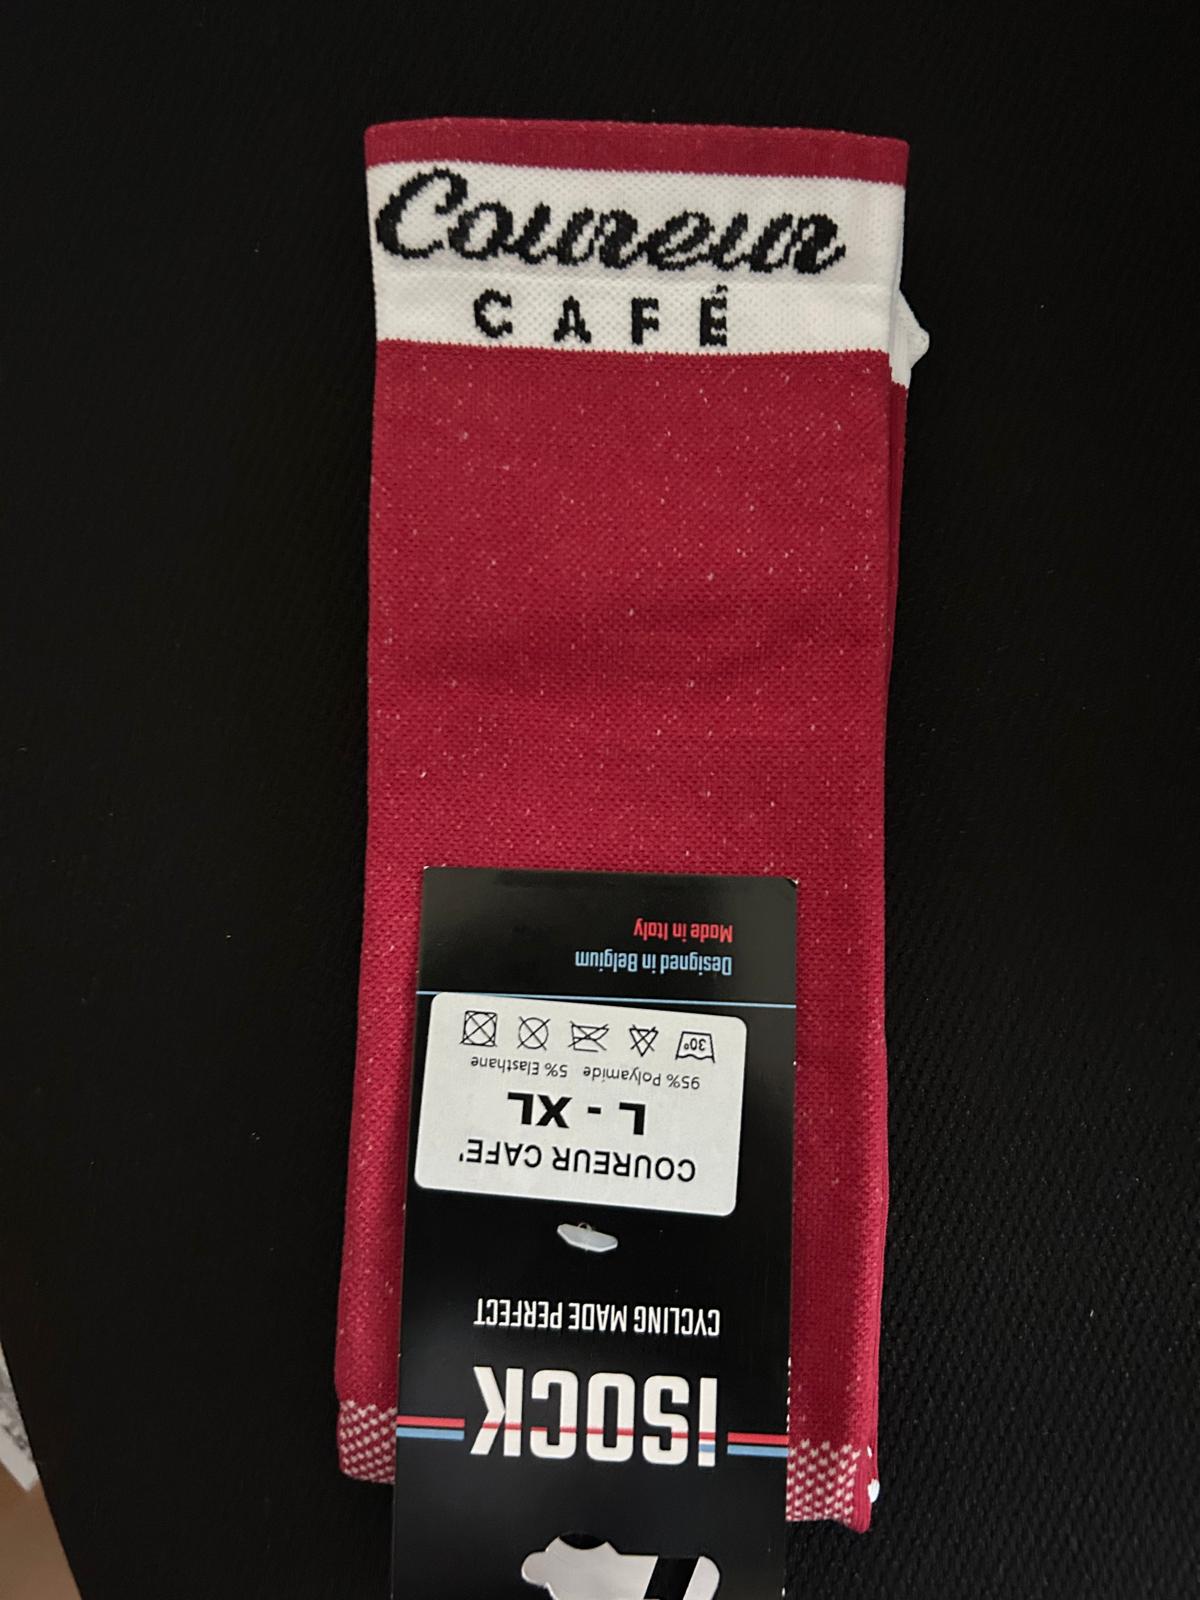 Coureur
CAFÉ
iSOCK
CYCLING MADE PERFECT
COUREUR CAFE'
L - XL
95% Polyamide 5% Elasthane
30°
Designed in Belgium
Made in Italy